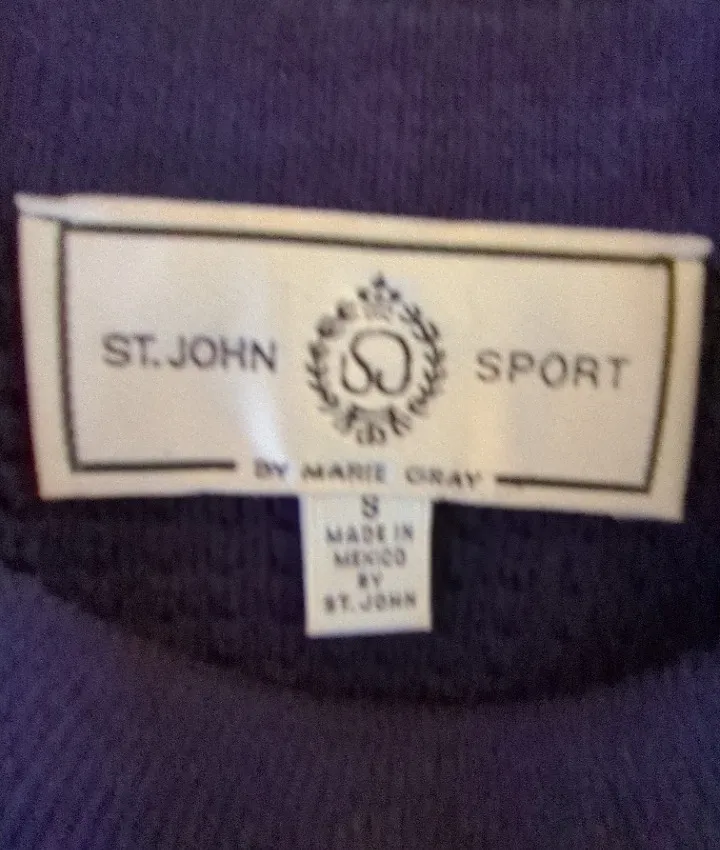 ST. JOHN SPORT
BY MARIE GRAY
S
MADE IN
MEXICO
BY
ST. JOHN